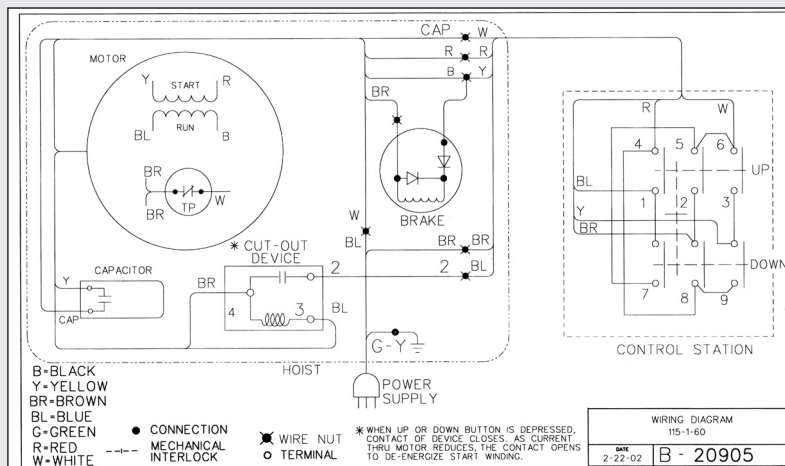 CAP W
R R
B Y
MOTOR
Y START R
BR
R W
RUN
BL B
4 5 6
UP
BR
BR
TP W
BL
BRAKE
1 2 3
W
Y
BL
BR
BR BR
* CUT-OUT
DEVICE
2
2 BL
DOWN
CAPACITOR
Y
BR
BL
4 3
7 8 9
CAP
G-Y
CONTROL STATION
HOIST
POWER
SUPPLY
B=BLACK
Y=YELLOW
BR=BROWN
BL=BLUE
G=GREEN
R=RED
W=WHITE
CONNECTION
MECHANICAL
INTERLOCK
WIRE NUT
TERMINAL
* WHEN UP OR DOWN BUTTON IS DEPRESSED,
CONTACT OF DEVICE CLOSES. AS CURRENT
THRU MOTOR REDUCES, THE CONTACT OPENS
TO DE-ENERGIZE START WINDING.
WIRING DIAGRAM
115-1-60
DATE
2-22-02
B - 20905